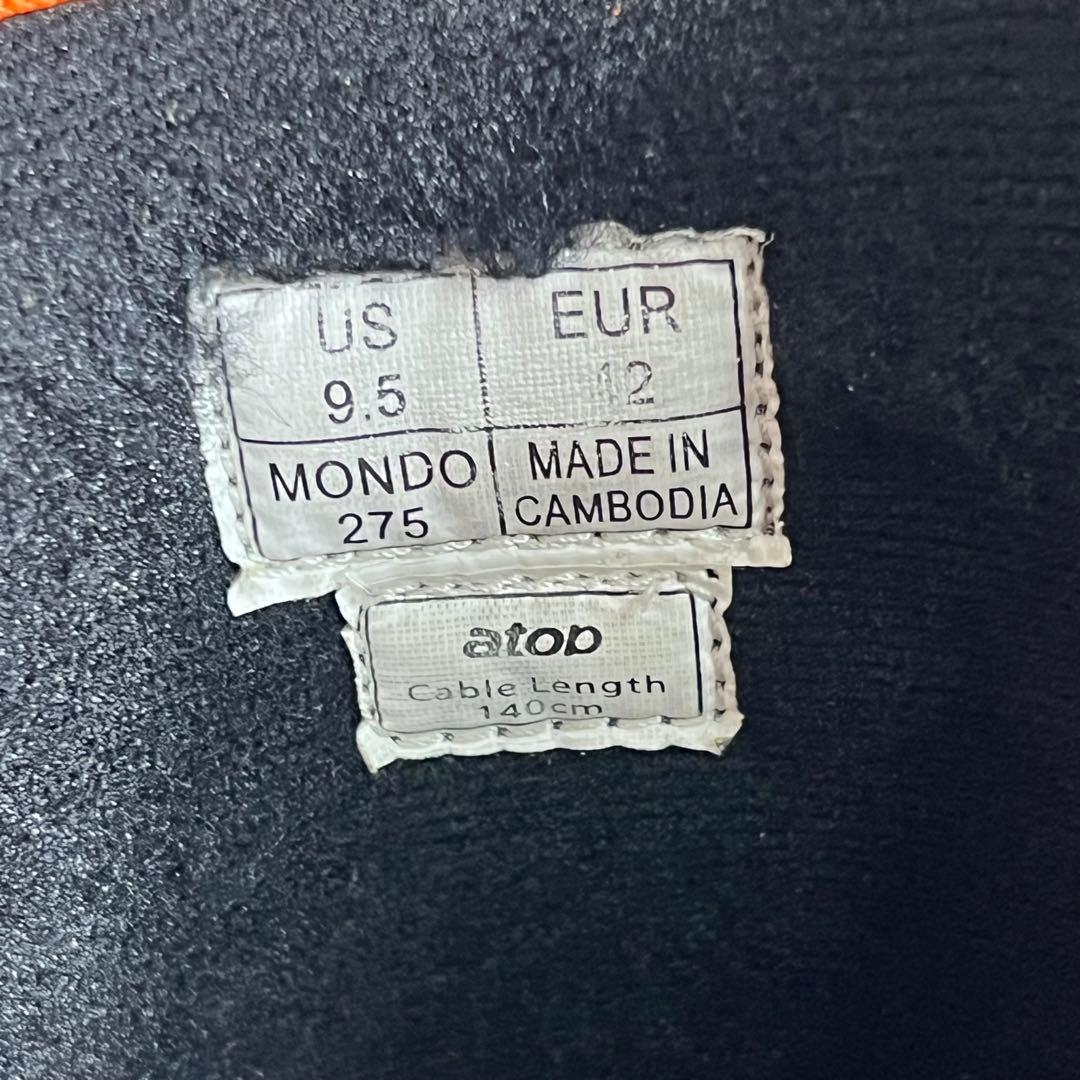 US
9.5
EUR
42
MONDO
275
MADE IN
CAMBODIA
atop
Cable Length
140cm